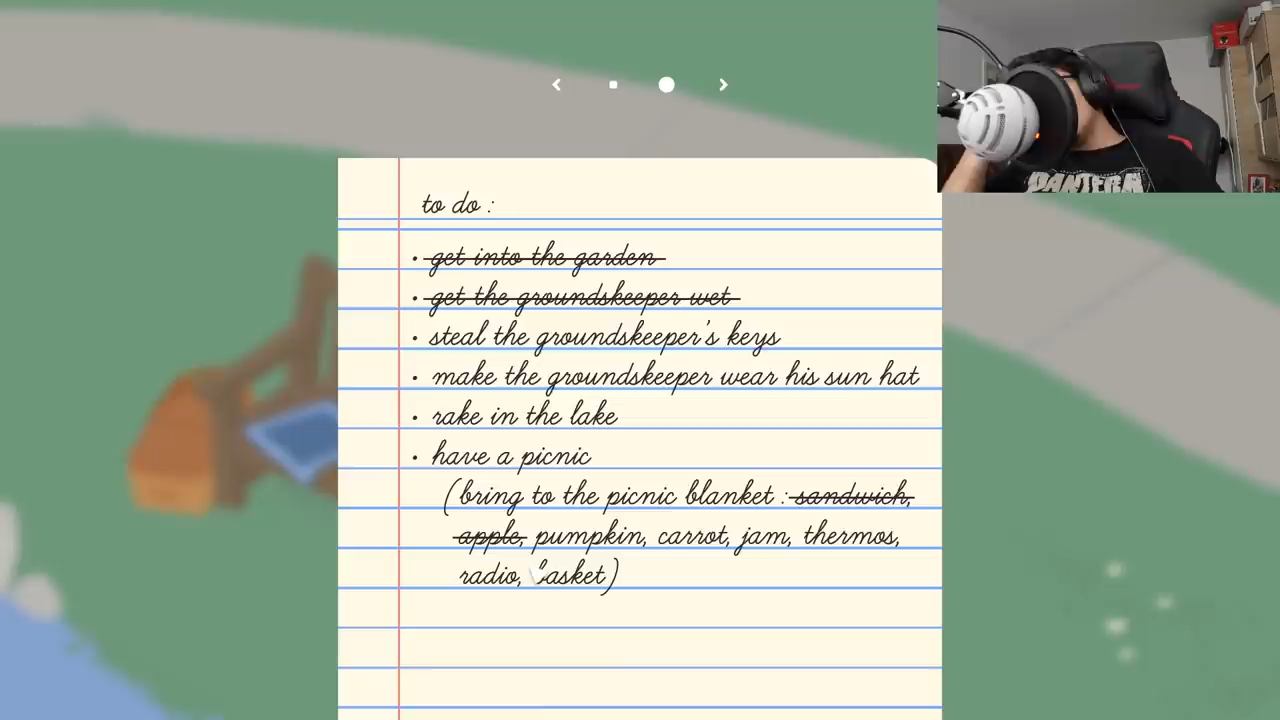 to do :
• get into the garden
• get the groundskeeper wet
• steal the groundskeeper's keys
• make the groundskeeper wear his sun hat
• rake in the lake
• have a picnic
(bring to the picnic blanket : sandwich,
apple, pumpkin, carrot, jam, thermos,
radio, basket)
PANTERA